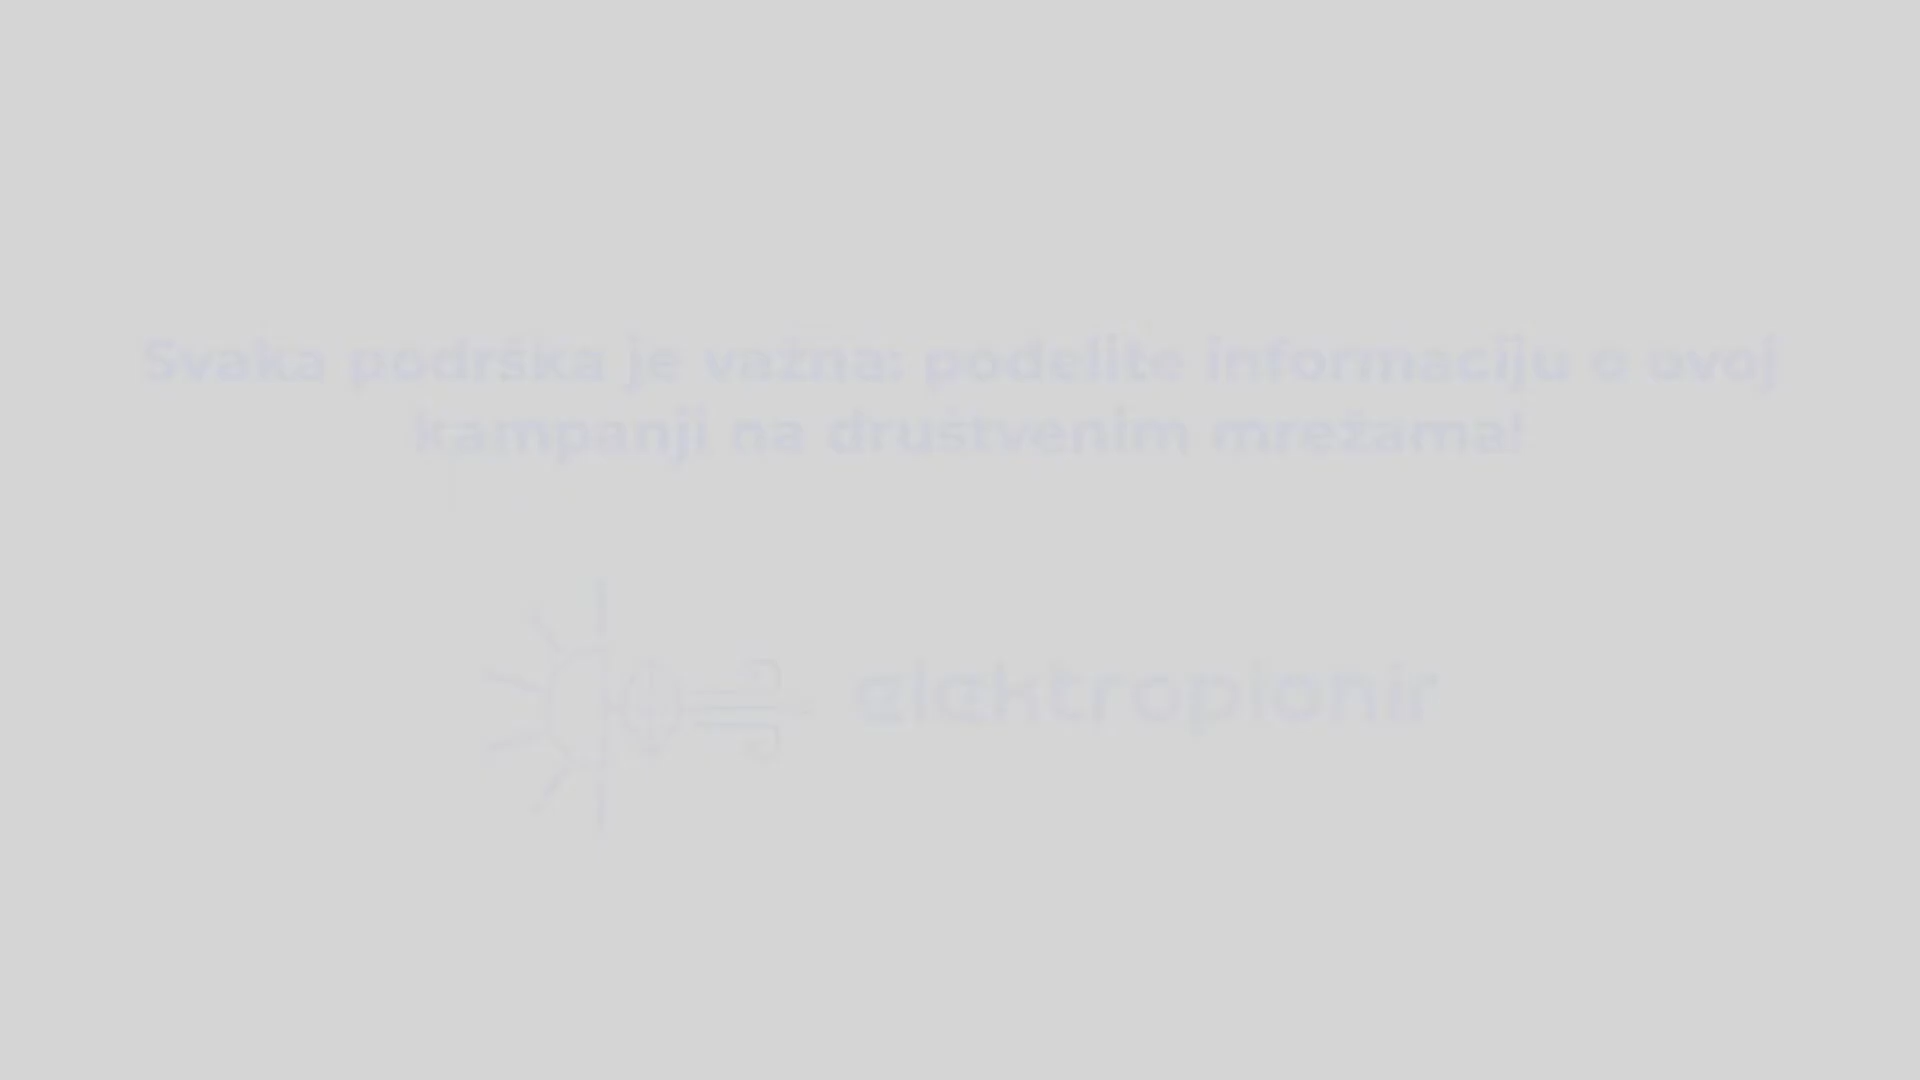 Svaka podrška je važna: podelite informaciju o ovoj
kampanji na društvenim mrežama!
elektropionir